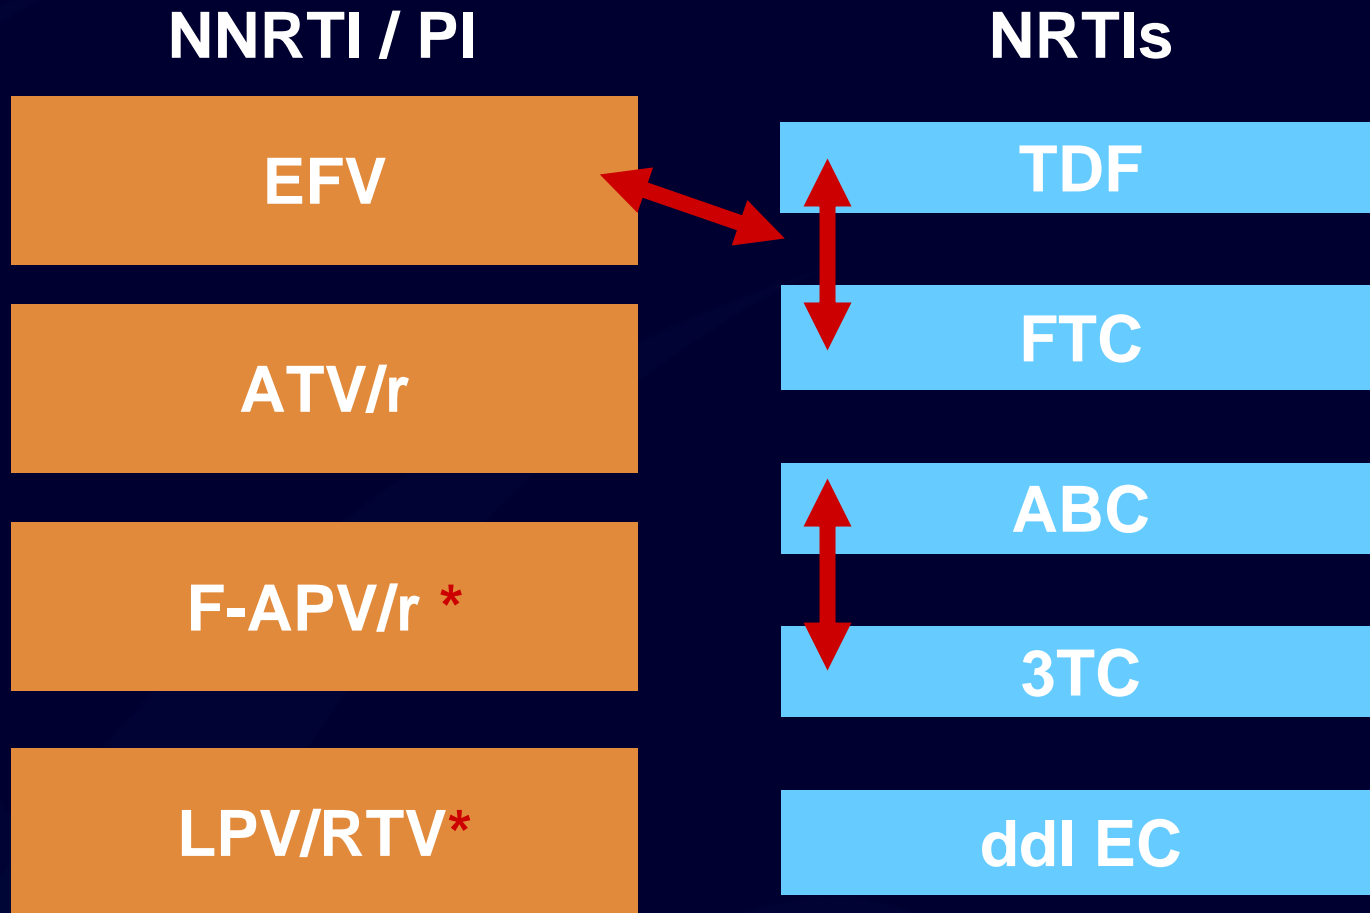 NNRTI / PI
NRTIs
EFV
TDF
FTC
ATV/r
ABC
F-APV/r *
3TC
LPV/RTV*
ddI EC